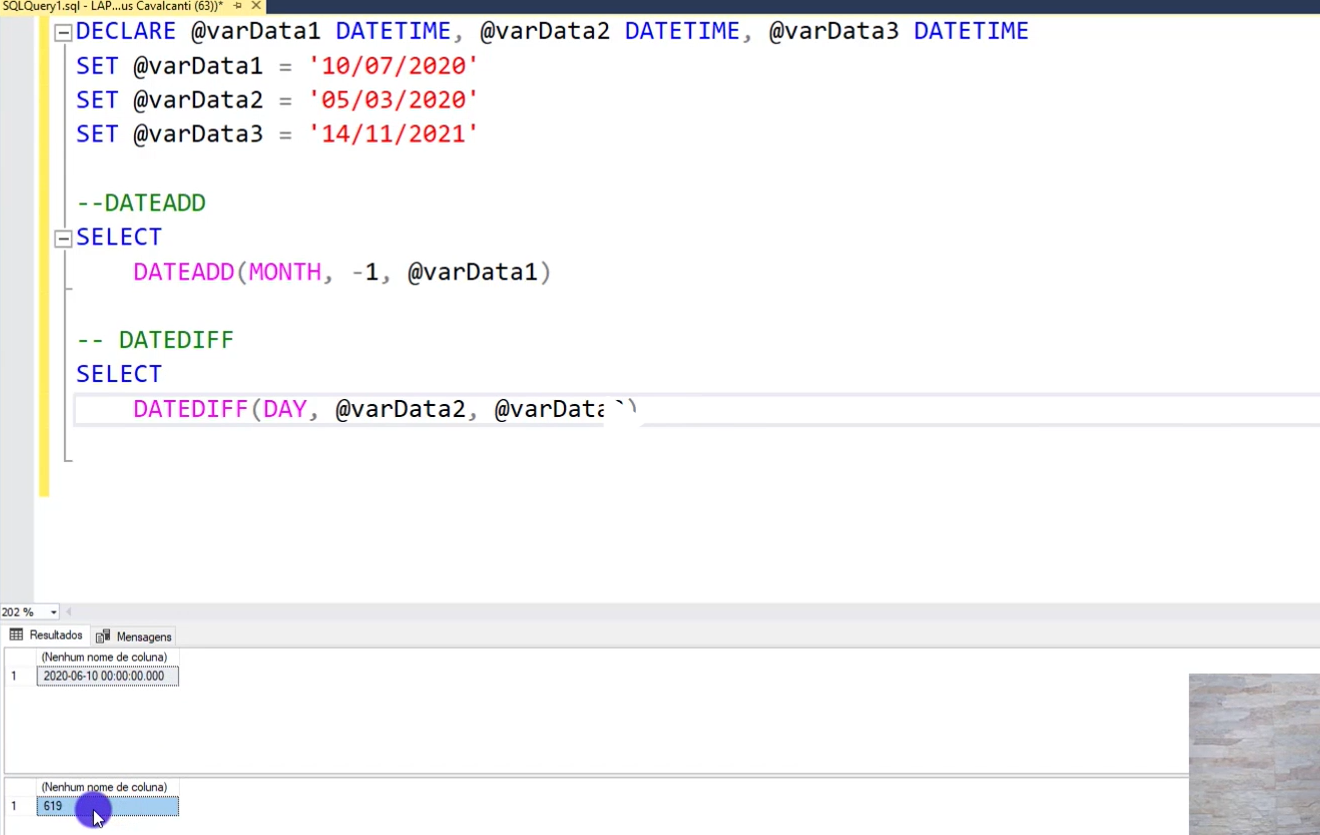 SQLQuery1.sql - LAP...us Cavalcanti (63))*
DECLARE @varData1 DATETIME, @varData2 DATETIME, @varData3 DATETIME
SET @varData1 = '10/07/2020'
SET @varData2 = '05/03/2020'
SET @varData3 = '14/11/2021'
--DATEADD
SELECT
DATEADD(MONTH, -1, @varData1)
-- DATEDIFF
SELECT
DATEDIFF(DAY, @varData2,
202 %
Resultados Mensagens
(Nenhum nome de coluna)
1 2020-06-10 00:00:00.000
(Nenhum nome de coluna)
1 619